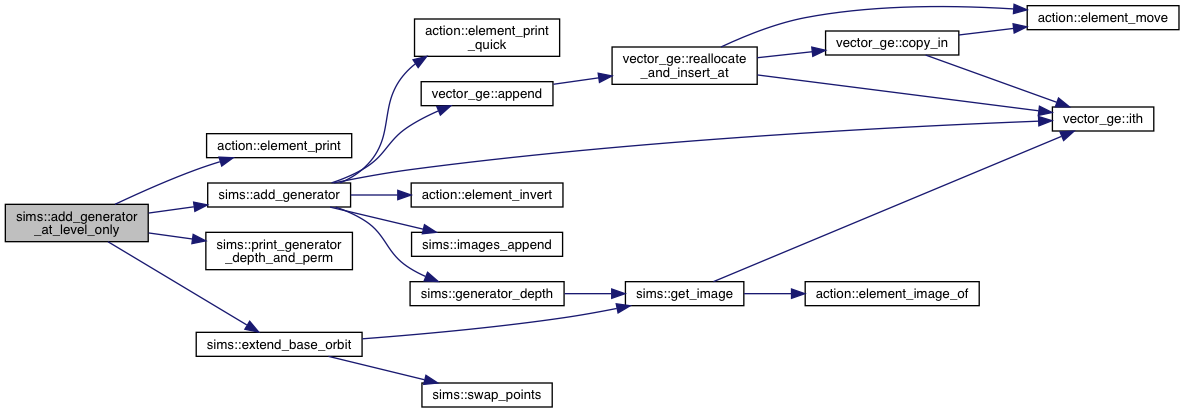 sims::add_generator
_at_level_only
action::element_print
sims::add_generator
sims::print_generator
_depth_and_perm
sims::extend_base_orbit
action::element_print
_quick
vector_ge::append
action::element_invert
sims::images_append
sims::generator_depth
sims::swap_points
vector_ge::reallocate
_and_insert_at
sims::get_image
vector_ge::copy_in
action::element_image_of
action::element_move
vector_ge::ith